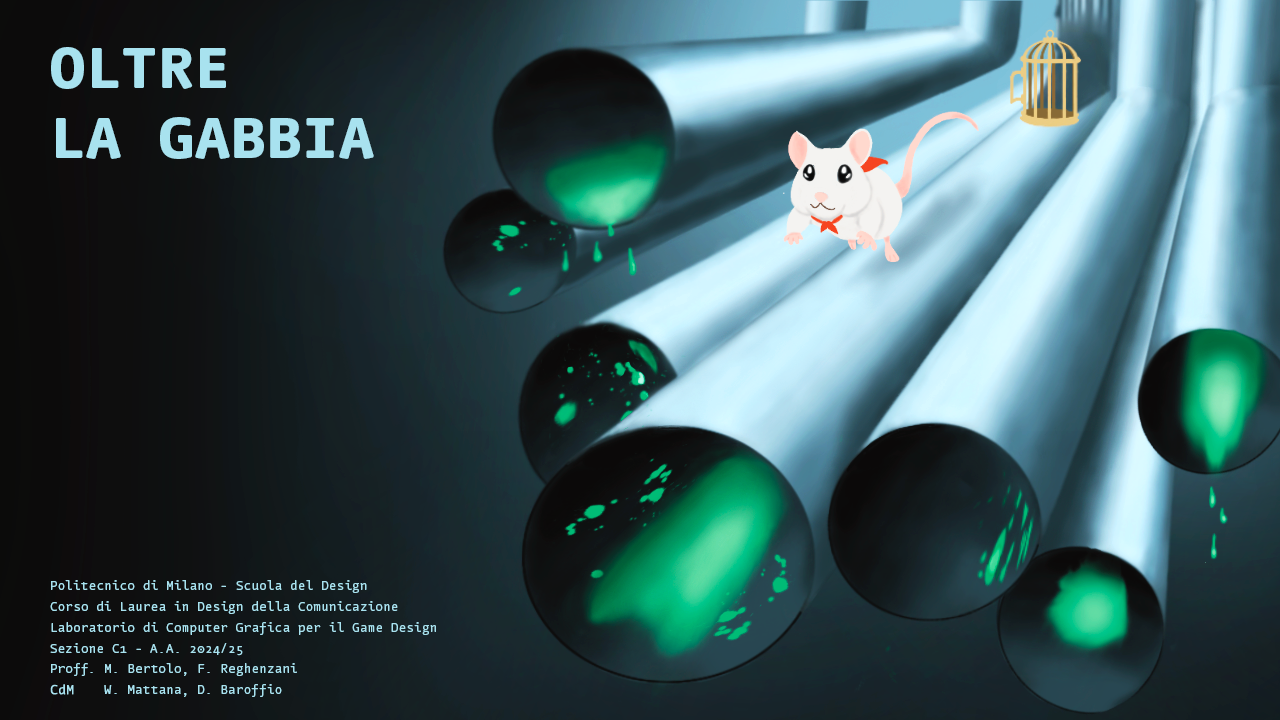 OLTRE
LA GABBIA
Politecnico di Milano - Scuola del Design
Corso di Laurea in Design della Comunicazione
Laboratorio di Computer Grafica per il Game Design
Sezione C1 - A.A. 2024/25
Proff. M. Bertolo, F. Reghenzani
CdM W. Mattana, D. Baroffio